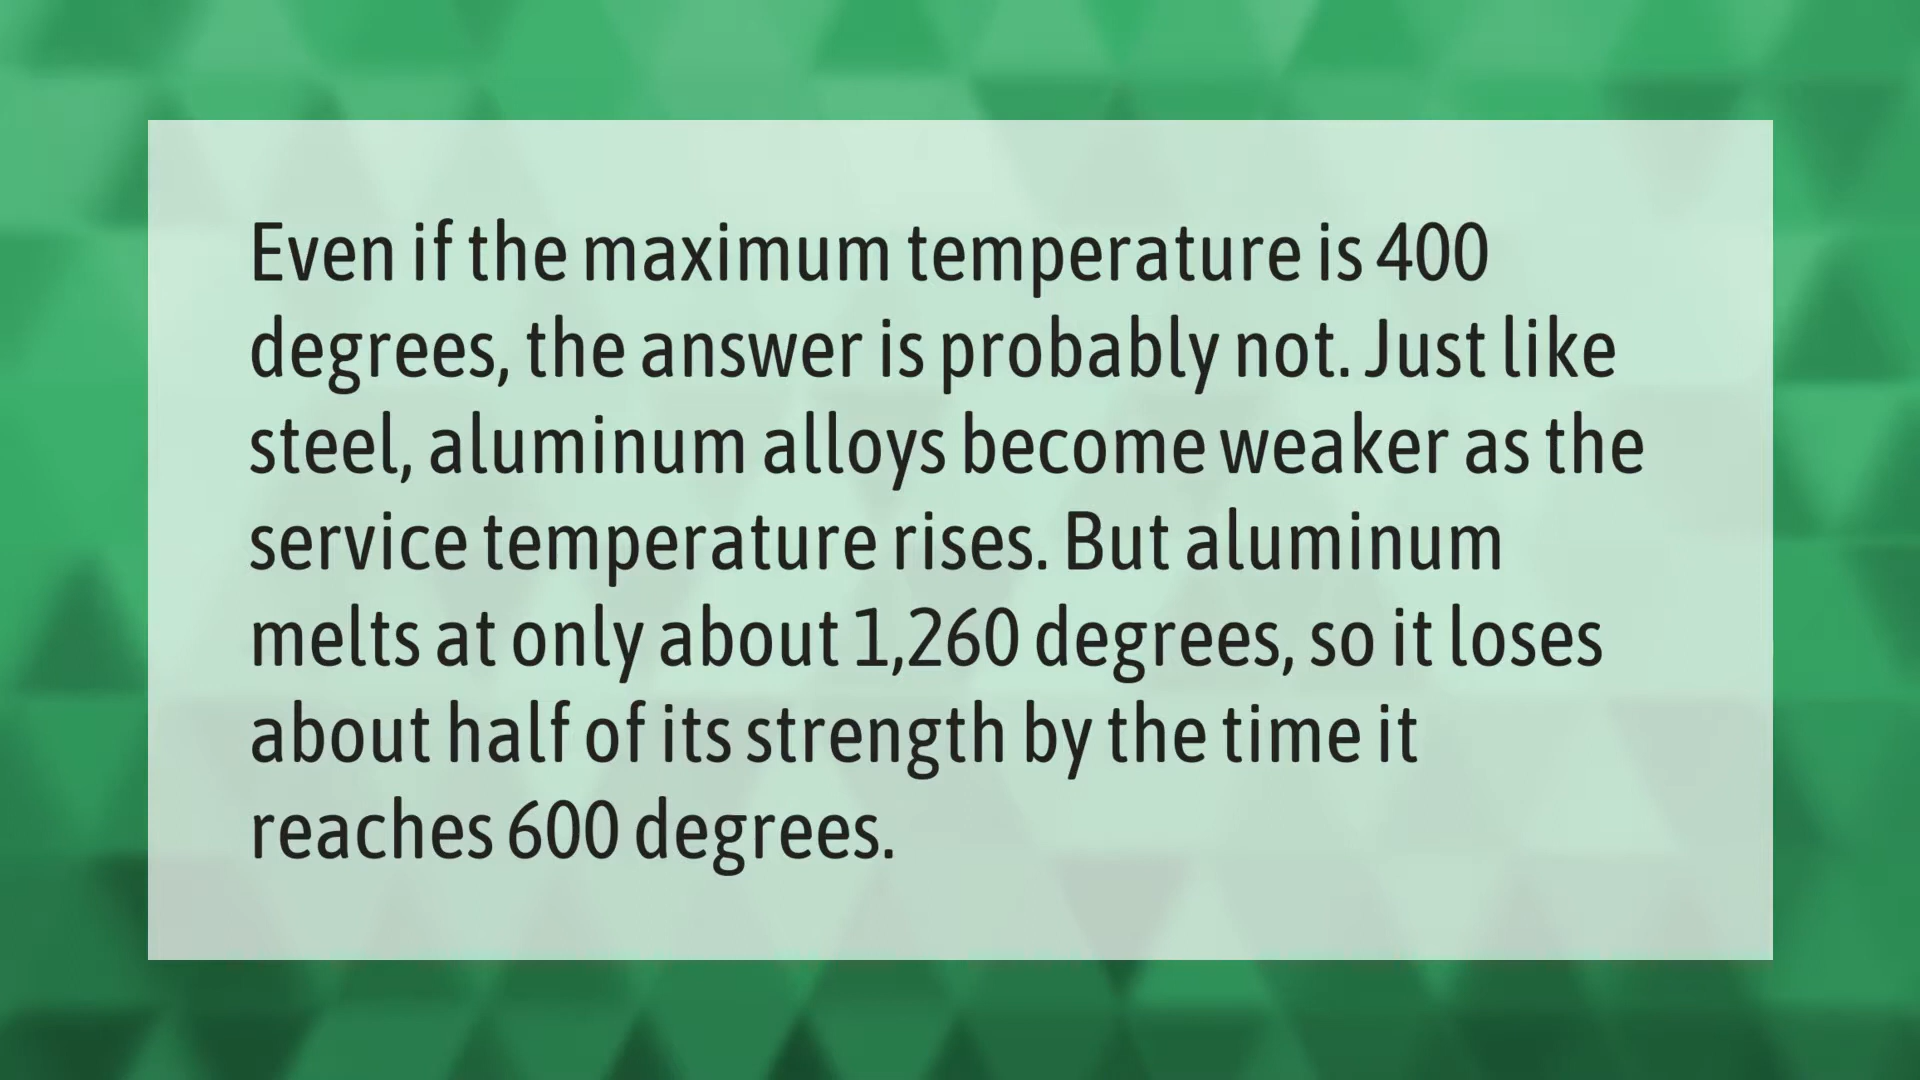 Even if the maximum temperature is 400
degrees, the answer is probably not. Just like
steel, aluminum alloys become weaker as the
service temperature rises. But aluminum
melts at only about 1,260 degrees, so it loses
about half of its strength by the time it
reaches 600 degrees.